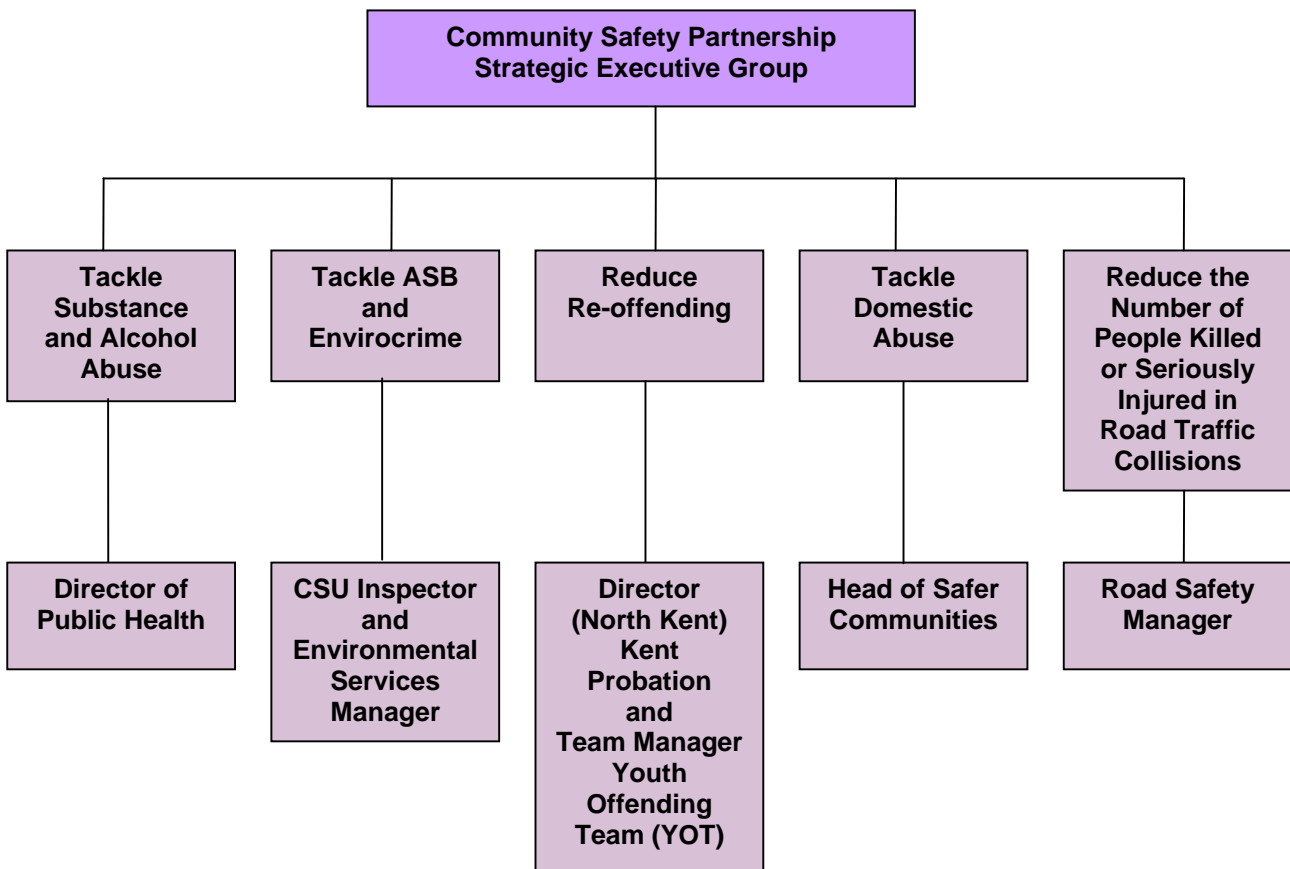 Community Safety Partnership
Strategic Executive Group
Tackle
Substance
and Alcohol
Abuse
Tackle ASB
and
Envirocrime
Reduce
Re-offending
Tackle
Domestic
Abuse
Reduce the
Number of
People Killed
or Seriously
Injured in
Road Traffic
Collisions
Director of
Public Health
CSU Inspector
and
Environmental
Services
Manager
Director
(North Kent)
Kent
Probation
and
Team Manager
Youth
Offending
Team (YOT)
Head of Safer
Communities
Road Safety
Manager